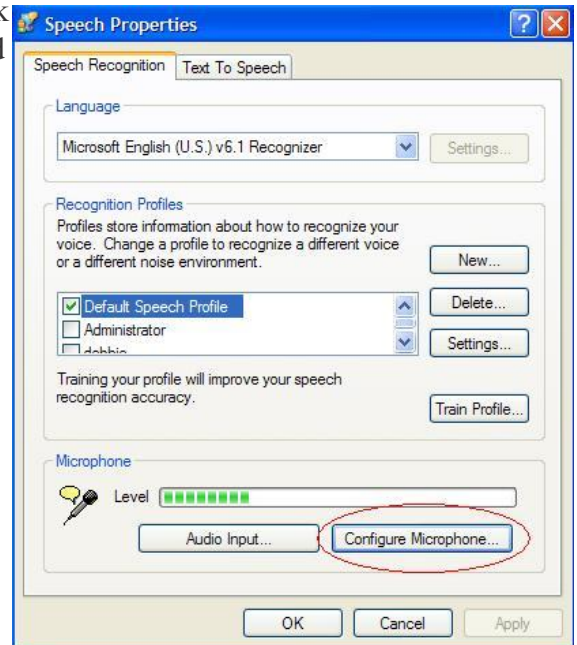 k
Speech Properties
Speech Recognition
Text To Speech
Language
Microsoft English (U.S.) v6.1 Recognizer
Settings...
Recognition Profiles
Profiles store information about how to recognize your
voice. Change a profile to recognize a different voice
or a different noise environment.
New...
Default Speech Profile
Delete...
Administrator
Settings...
debbie
Training your profile will improve your speech
recognition accuracy.
Train Profile...
Microphone
Level
Audio Input...
Configure Microphone...
OK
Cancel
Apply